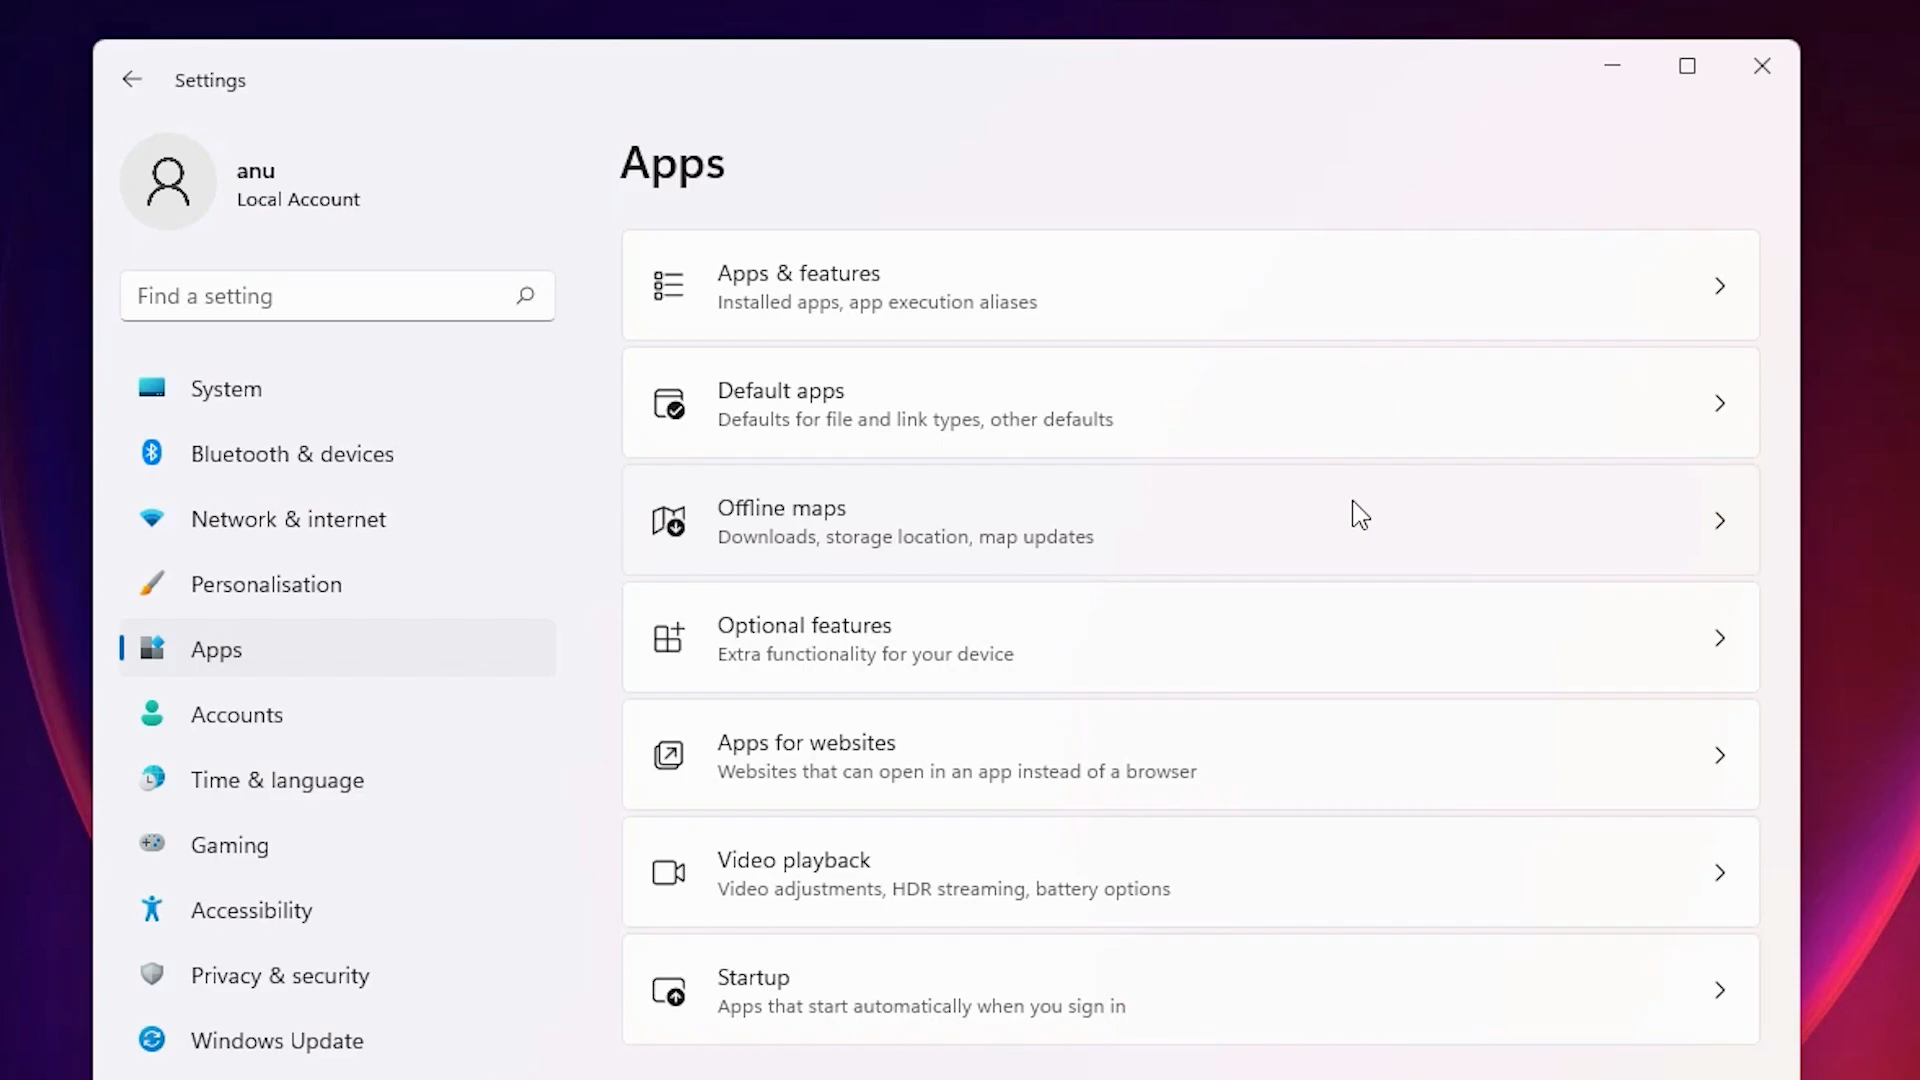 Settings
anu
Local Account
Find a setting
System
Bluetooth & devices
Network & internet
Personalisation
Apps
Accounts
Time & language
Gaming
Accessibility
Privacy & security
Windows Update
Apps
Apps & features
Installed apps, app execution aliases
Default apps
Defaults for file and link types, other defaults
Offline maps
Downloads, storage location, map updates
Optional features
Extra functionality for your device
Apps for websites
Websites that can open in an app instead of a browser
Video playback
Video adjustments, HDR streaming, battery options
Startup
Apps that start automatically when you sign in